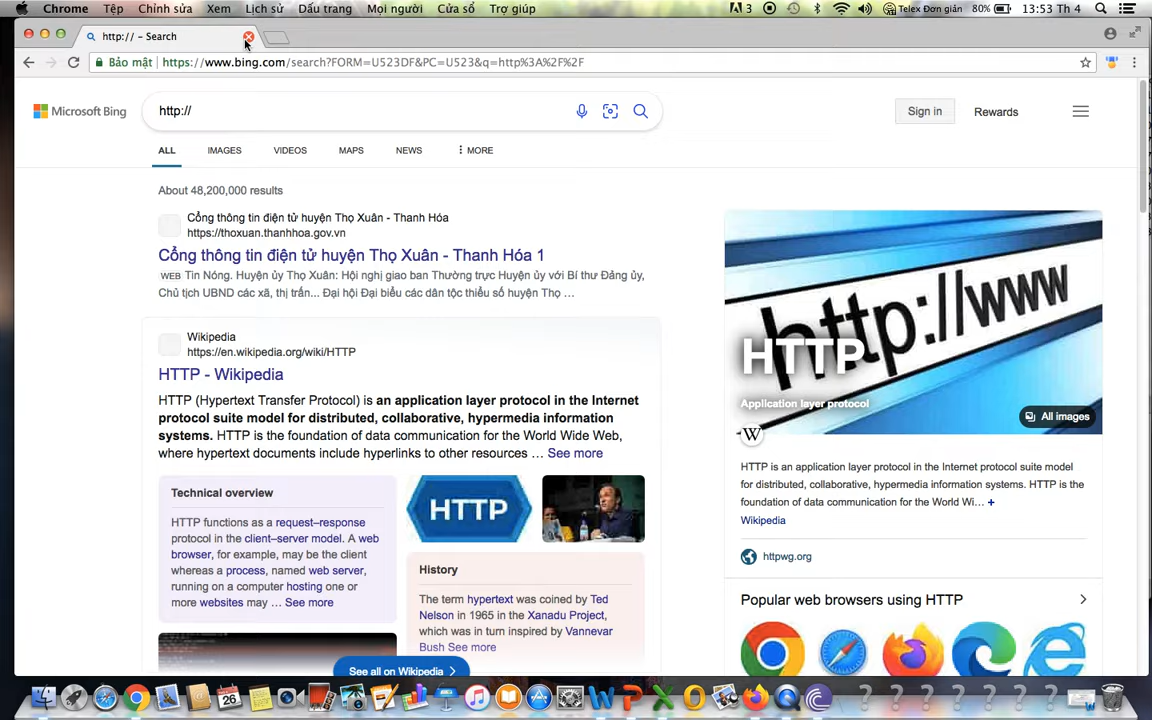 Chrome Tệp Chỉnh sửa Xem Lịch sử Dấu trang Mọi người Cửa sổ Trợ giúp 3 Telex Đơn giản 80% 13:53 Th 4
http:// - Search
Bảo mật https://www.bing.com/search?FORM=U523DF&PC=U523&q=http%3A%2F%2F
Microsoft Bing http:// Sign in Rewards
ALL IMAGES VIDEOS MAPS NEWS MORE
About 48,200,000 results
Cổng thông tin điện tử huyện Thọ Xuân - Thanh Hóa
https://thoxuan.thanhhoa.gov.vn
Cổng thông tin điện tử huyện Thọ Xuân - Thanh Hóa 1
WEB Tin Nóng. Huyện ủy Thọ Xuân: Hội nghị giao ban Thường trực Huyện ủy với Bí thư Đảng ủy,
Chủ tịch UBND các xã, thị trấn... Đại hội Đại biểu các dân tộc thiểu số huyện Thọ ...
Wikipedia
https://en.wikipedia.org/wiki/HTTP
HTTP - Wikipedia
HTTP (Hypertext Transfer Protocol) is an application layer protocol in the Internet
protocol suite model for distributed, collaborative, hypermedia information
systems. HTTP is the foundation of data communication for the World Wide Web,
where hypertext documents include hyperlinks to other resources ... See more
Technical overview
HTTP functions as a request–response
protocol in the client–server model. A web
browser, for example, may be the client
whereas a process, named web server,
running on a computer hosting one or
more websites may ... See more
HTTP
History
The term hypertext was coined by Ted
Nelson in 1965 in the Xanadu Project,
which was in turn inspired by Vannevar
Bush See more
See all on Wikipedia
http://www
HTTP
Application layer protocol
All images
W
HTTP is an application layer protocol in the Internet protocol suite model
for distributed, collaborative, hypermedia information systems. HTTP is the
foundation of data communication for the World Wi... +
Wikipedia
httpwg.org
Popular web browsers using HTTP
26